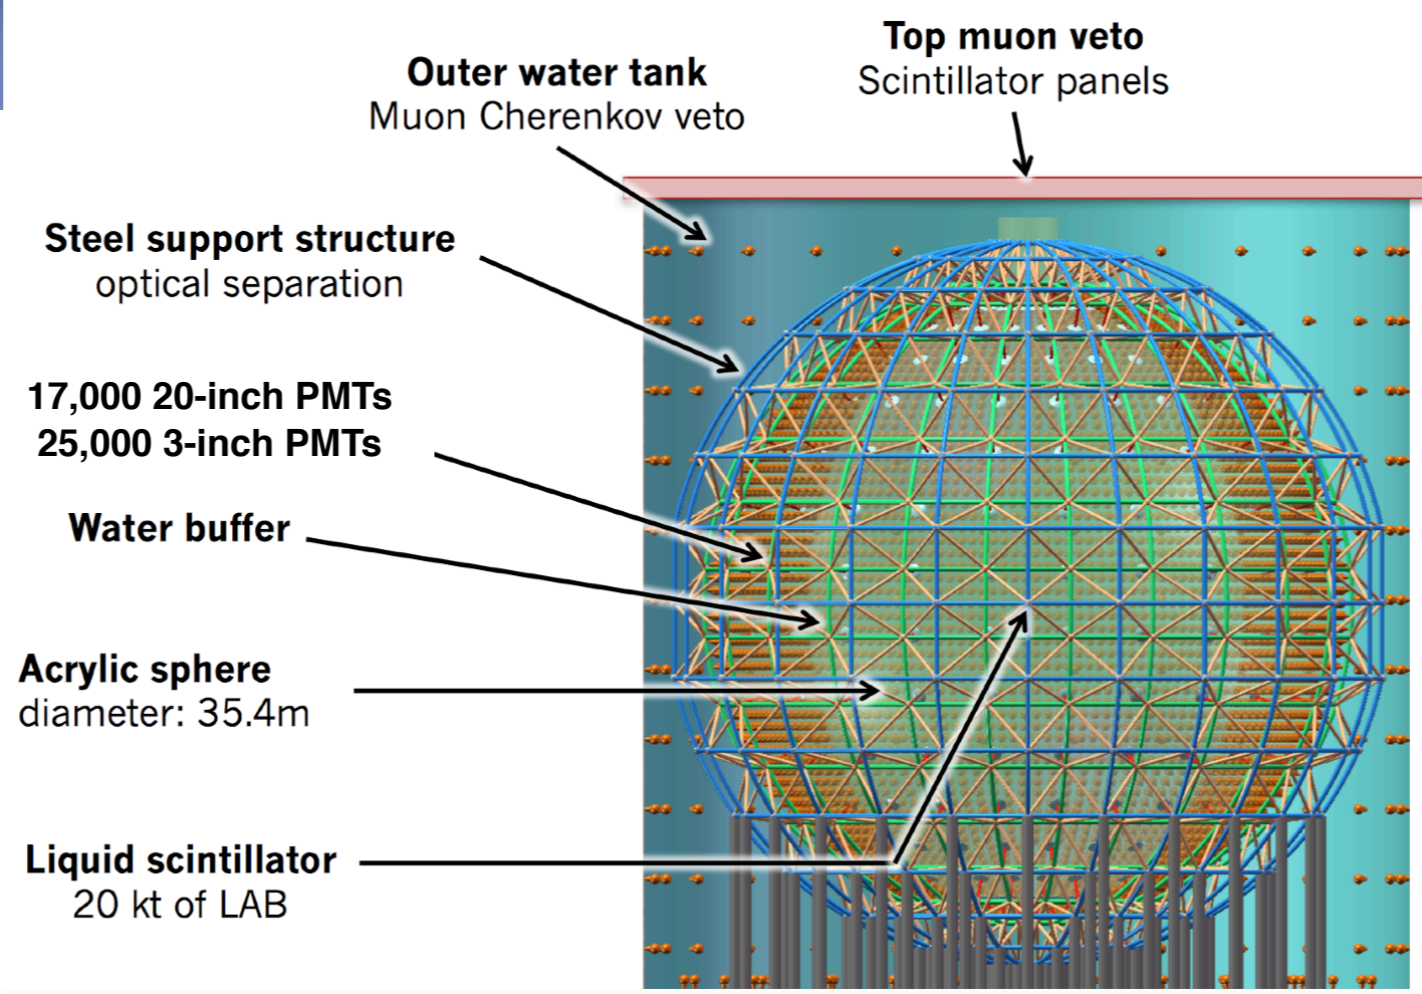 Top muon veto
Scintillator panels
Outer water tank
Muon Cherenkov veto
Steel support structure
optical separation
17,000 20-inch PMTs
25,000 3-inch PMTs
Water buffer
Acrylic sphere
diameter: 35.4m
Liquid scintillator
20 kt of LAB